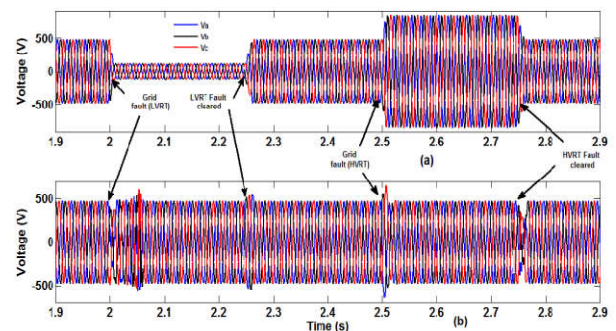 Voltage (V)
500
0
-500
Va
Vb
Vc
Grid
fault (LVRT)
LVRT Fault
cleared
Grid
fault (HVRT)
HVRT Fault
cleared
1.9 2 2.1 2.2 2.3 2.4 2.5 2.6 2.7 2.8 2.9
(a)
Voltage (V)
500
0
-500
1.9 2 2.1 2.2 2.3 2.4 2.5 2.6 2.7 2.8 2.9
Time (s)
(b)